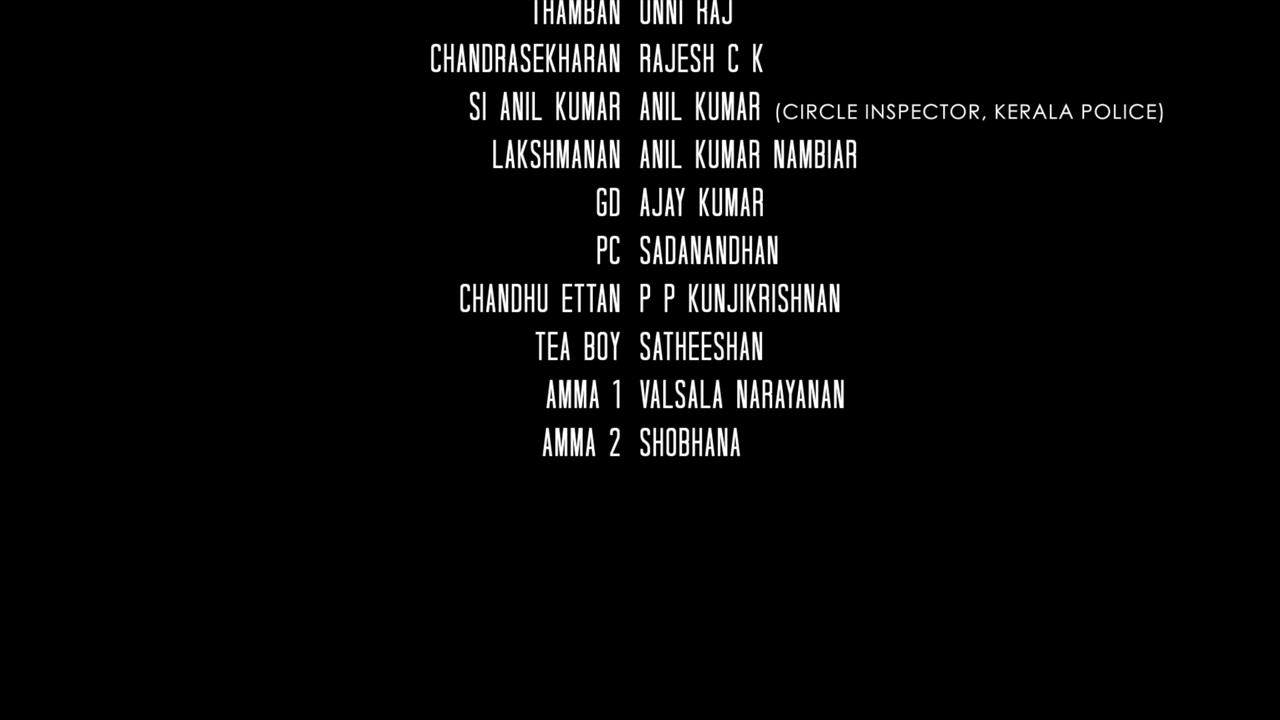 THAMBAN UNNI RAJ
CHANDRASEKHARAN RAJESH C K
SI ANIL KUMAR ANIL KUMAR (CIRCLE INSPECTOR, KERALA POLICE)
LAKSHMANAN ANIL KUMAR NAMBIAR
GD AJAY KUMAR
PC SADANANDHAN
CHANDHU ETTAN P P KUNJIKRISHNAN
TEA BOY SATHEESHAN
AMMA 1 VALSALA NARAYANAN
AMMA 2 SHOBHANA